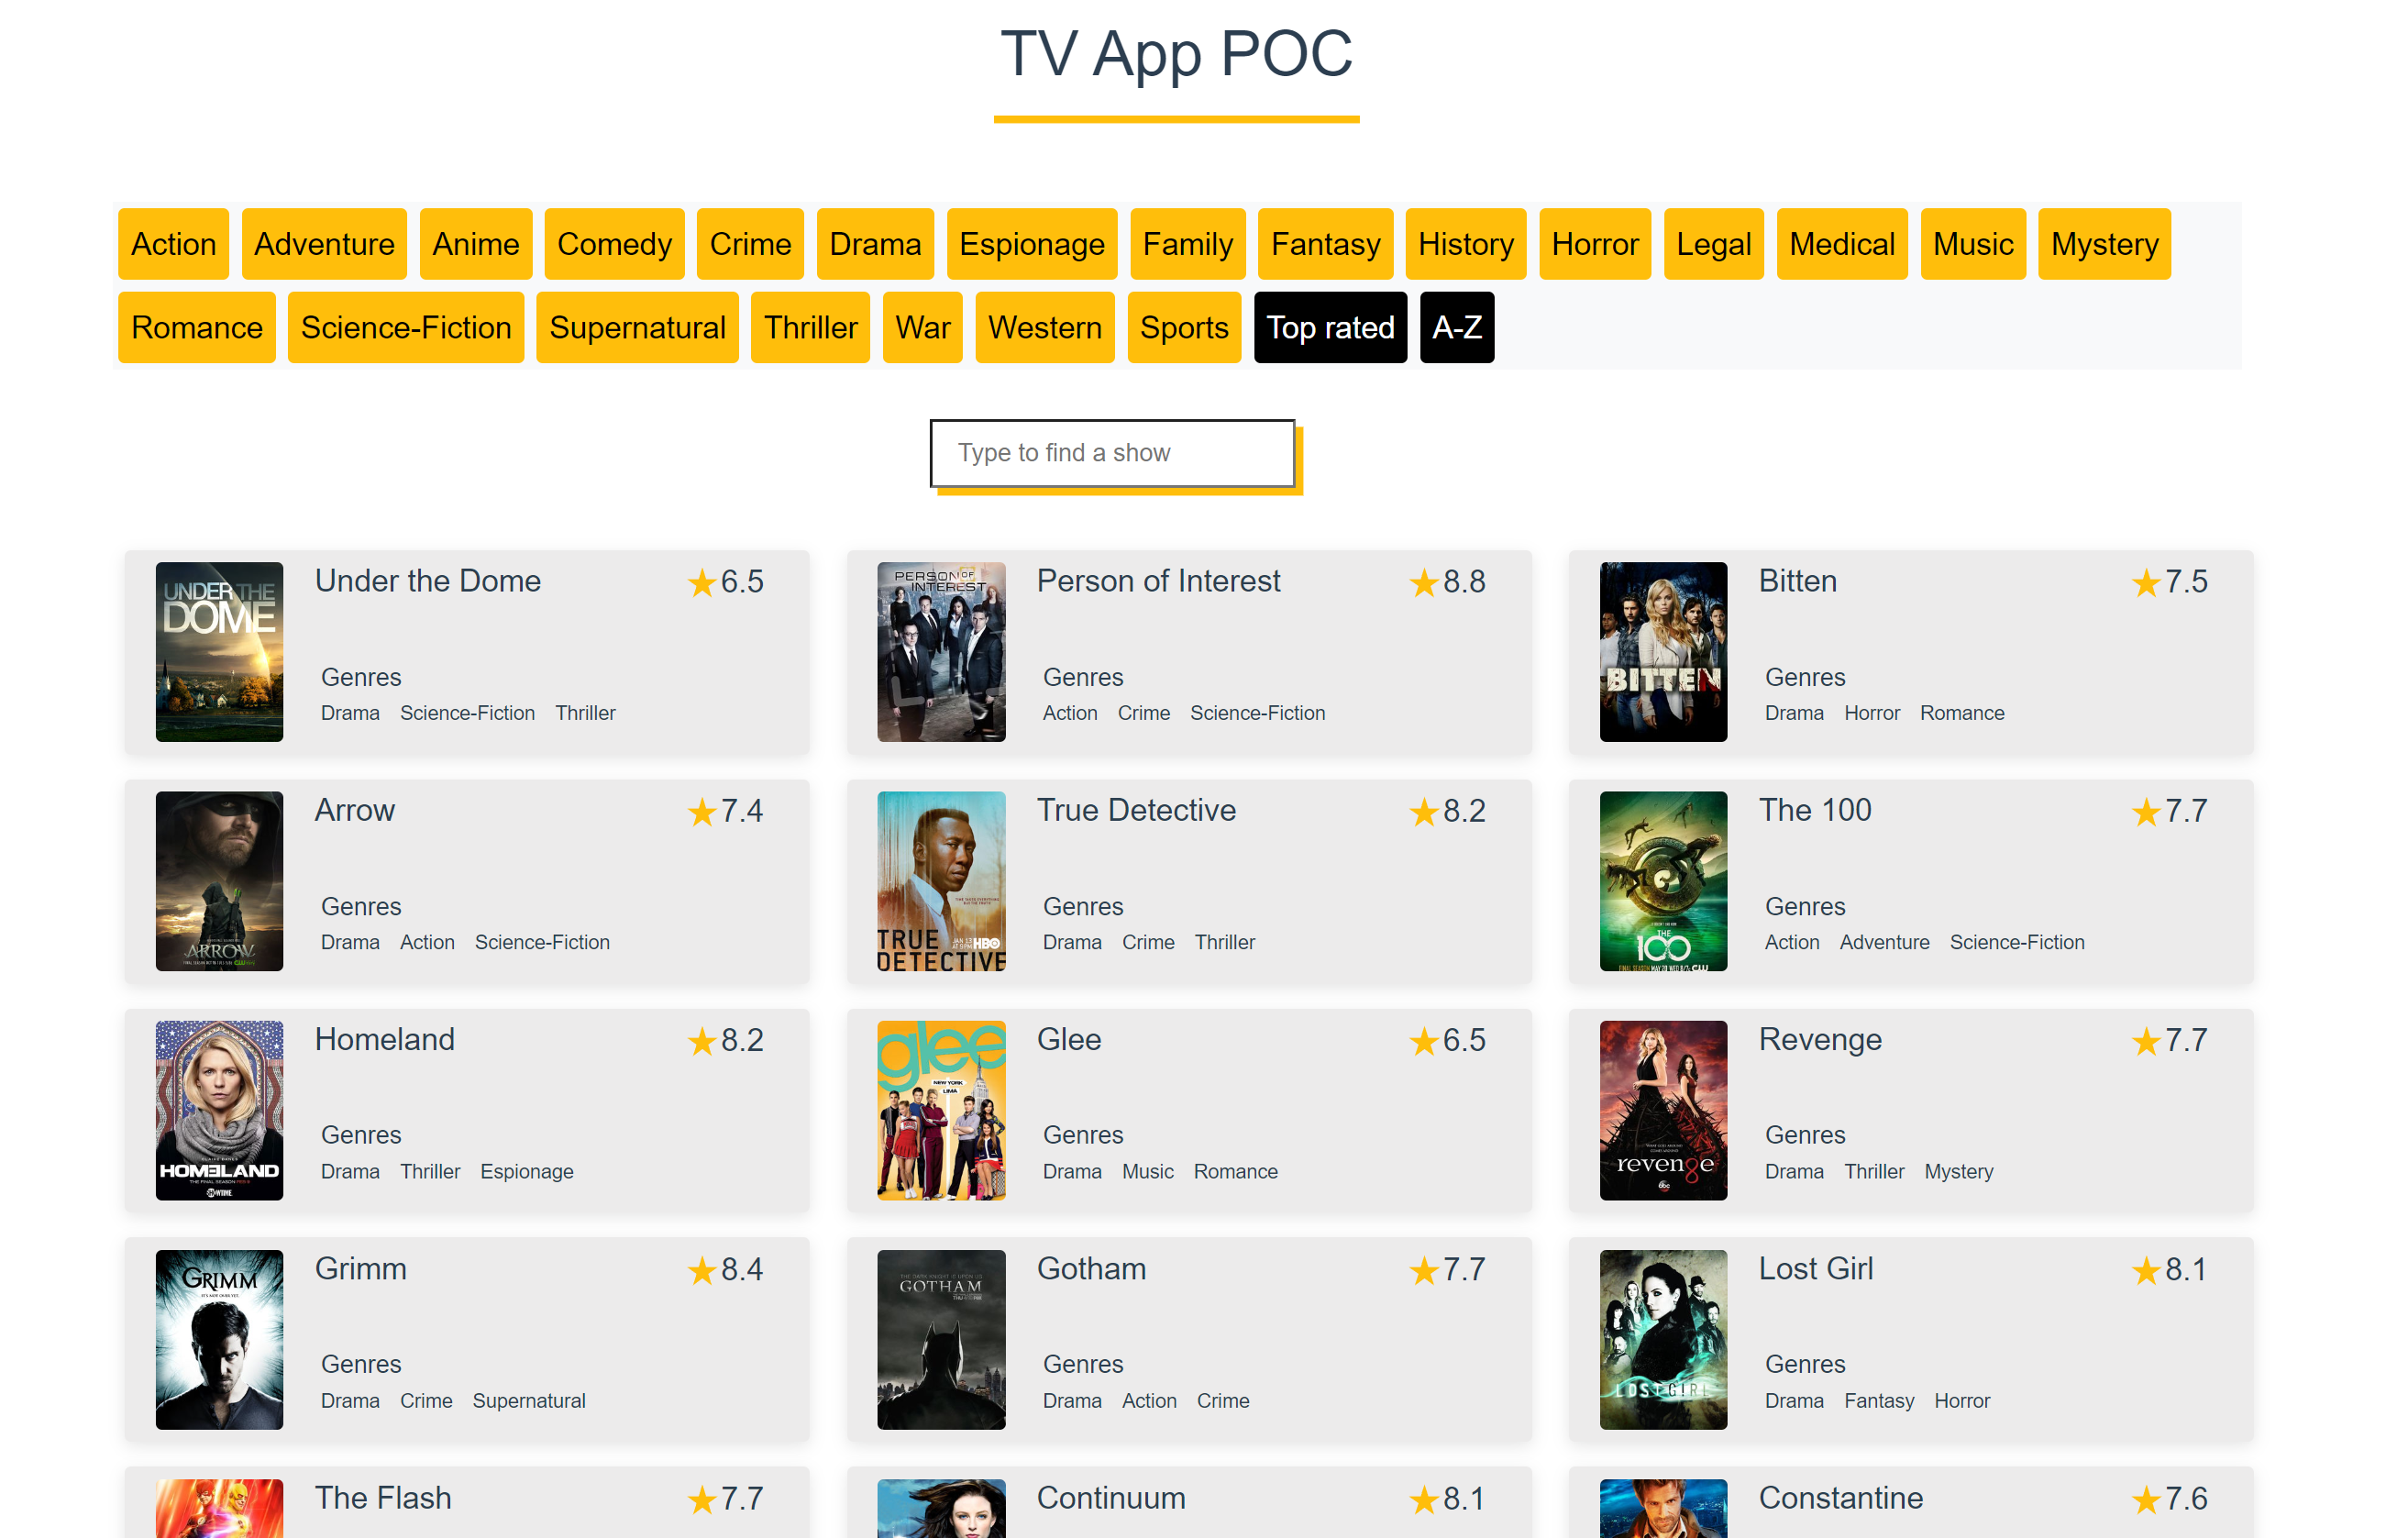 TV App POC
Action Adventure Anime Comedy Crime Drama Espionage Family Fantasy History Horror Legal Medical Music Mystery
Romance Science-Fiction Supernatural Thriller War Western Sports Top rated A-Z
Type to find a show
UNDER THE
DOME
Under the Dome
6.5
Genres
Drama Science-Fiction Thriller
PERSON OF
INTEREST
Person of Interest
8.8
Genres
Action Crime Science-Fiction
BITTEN
Bitten
7.5
Genres
Drama Horror Romance
ARROW
Arrow
7.4
Genres
Drama Action Science-Fiction
TRUE
JAN 13
HBO
DETECTIVE
True Detective
8.2
Genres
Drama Crime Thriller
THE
100
The 100
7.7
Genres
Action Adventure Science-Fiction
HOMELAND
SHOWTIME
Homeland
8.2
Genres
Drama Thriller Espionage
glee
NEW YORK
LIMA
Glee
6.5
Genres
Drama Music Romance
revenge
abc
Revenge
7.7
Genres
Drama Thriller Mystery
GRIMM
Grimm
8.4
Genres
Drama Crime Supernatural
GOTHAM
Gotham
7.7
Genres
Drama Action Crime
LOST GIRL
Lost Girl
8.1
Genres
Drama Fantasy Horror
The Flash
7.7
Continuum
8.1
Constantine
7.6